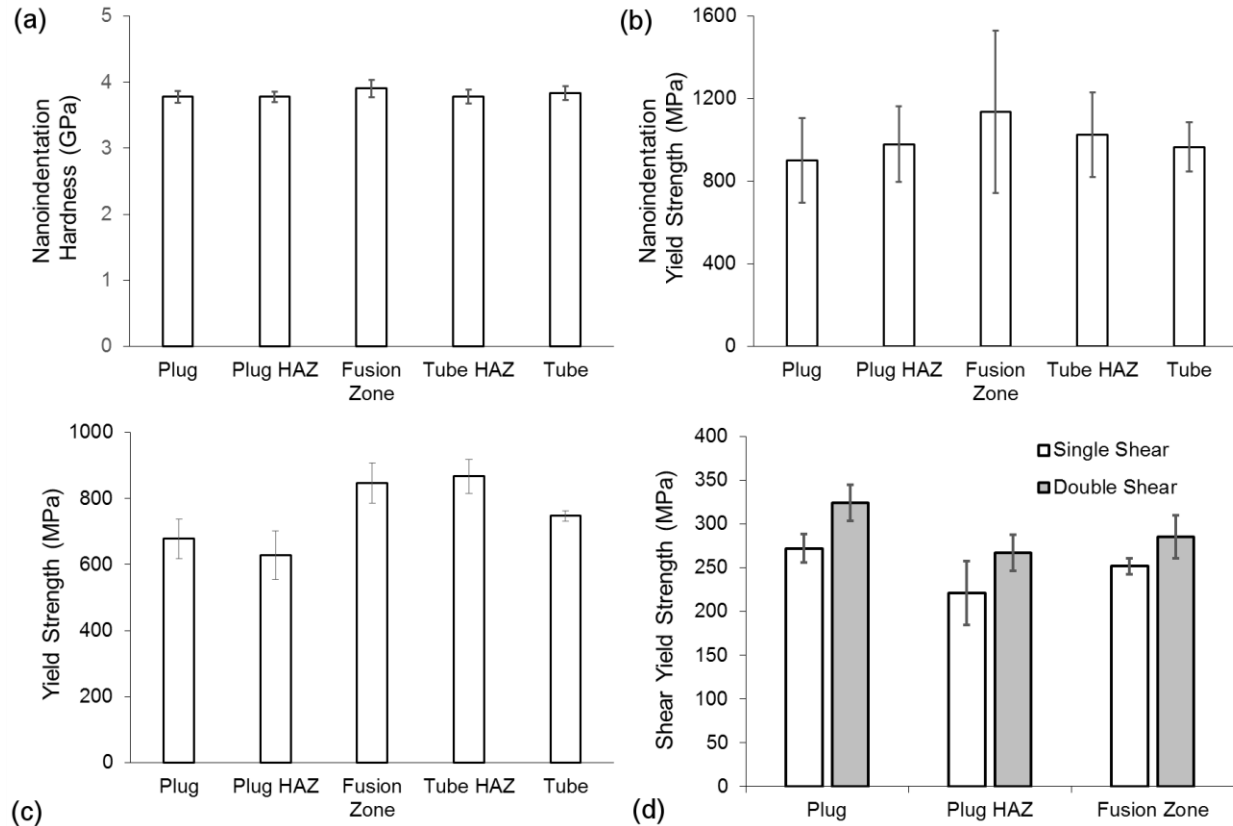 (a)
Nanoindentation
Hardness (GPa)
5
4
3
2
1
0
Plug
Plug HAZ
Fusion
Zone
Tube HAZ
Tube
(b)
Nanoindentation
Yield Strength (MPa)
1600
1200
800
400
0
Plug
Plug HAZ
Fusion
Zone
Tube HAZ
Tube
Yield Strength (MPa)
1000
800
600
400
200
0
Plug
Plug HAZ
Fusion
Zone
Tube HAZ
Tube
(c)
Shear Yield Strength (MPa)
400
350
300
250
200
150
100
50
0
Single Shear
Double Shear
Plug
Plug HAZ
Fusion Zone
(d)